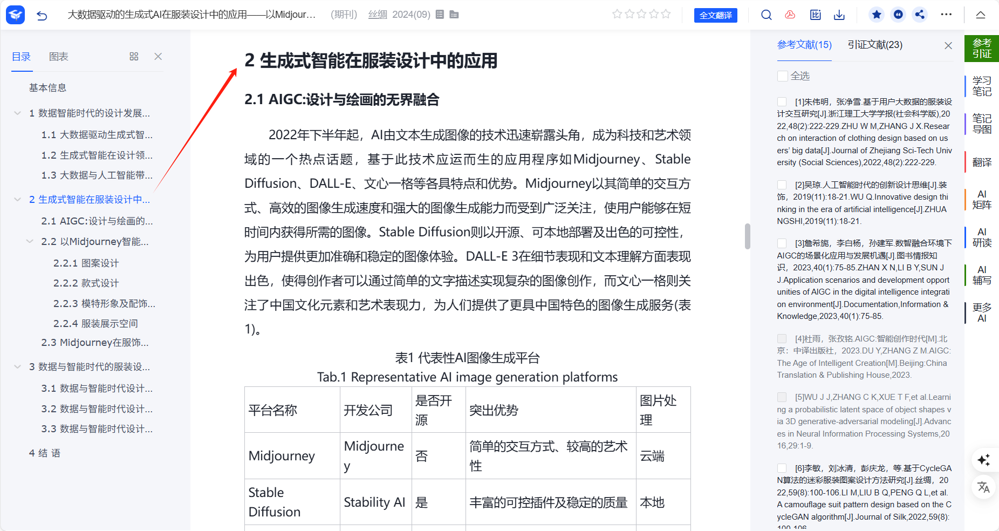 大数据驱动的生成式AI在服装设计中的应用——以Midjour...
(期刊) 丝绸 2024(09)
全文翻译
目录 图表
基本信息
1 数据智能时代的设计发展...
1.1 大数据驱动生成式智...
1.2 生成式智能在设计领...
1.3 大数据与人工智能带...
2 生成式智能在服装设计中...
2.1 AIGC:设计与绘画的...
2.2 以Midjourney智能...
2.2.1 图案设计
2.2.2 款式设计
2.2.3 模特形象及配饰...
2.2.4 服装展示空间
2.3 Midjourney在服饰...
3 数据与智能时代的服装设...
3.1 数据与智能时代设计...
3.2 数据与智能时代设计...
3.3 数据与智能时代设计...
4 结 语
2 生成式智能在服装设计中的应用
2.1 AIGC:设计与绘画的无界融合
2022年下半年起，AI由文本生成图像的技术迅速崭露头角，成为科技和艺术领
域的一个热点话题，基于此技术应运而生的应用程序如Midjourney、Stable
Diffusion、DALL-E、文心一格等各具特点和优势。Midjourney以其简单的交互方
式、高效的图像生成速度和强大的图像生成能力而受到广泛关注，使用户能够在短
时间内获得所需的图像。Stable Diffusion则以开源、可本地部署及出色的可控性，
为用户提供更加准确和稳定的图像体验。DALL-E 3在细节表现和文本理解方面表现
出色，使得创作者可以通过简单的文字描述实现复杂的图像创作，而文心一格则关
注了中国文化元素和艺术表现力，为人们提供了更具中国特色的图像生成服务(表
1)。
表1 代表性AI图像生成平台
Tab.1 Representative AI image generation platforms
平台名称 开发公司 是否开源 突出优势 图片处理
Midjourney Midjourney 否 简单的交互方式、较高的艺术性 云端
Stable Diffusion Stability AI 是 丰富的可控插件及稳定的质量 本地
参考文献(15) 引证文献(23)
全选
[1]朱伟明，张净雪.基于用户大数据的服装设
计交互研究[J].浙江理工大学学报(社会科学版),20
22,48(2):222-229.ZHU W M,ZHANG J X.Resear
ch on interaction of clothing design based on us
ers’ big data[J].Journal of Zhejiang Sci-Tech Univ
ersity (Social Sciences),2022,48(2):222-229.
[2]吴琼.人工智能时代的创新设计思维[J].装
饰，2019(11):18-21.WU Q.Innovative design thi
nking in the era of artificial intelligence[J].ZHUA
NGSHI,2019(11):18-21.
[3]詹希旎，李白杨，孙建军.数智融合环境下
AIGC的场景化应用与发展机遇[J].图书情报知
识，2023,40(1):75-85.ZHAN X N,LI B Y,SUN J
J.Application scenarios and development opport
unities of AIGC in the digital intelligence integrati
on environment[J].Documentation,Information &
Knowledge,2023,40(1):75-85.
[4]杜雨，张孜铭.AIGC:智能创作时代[M].北
京：中译出版社，2023.DU Y,ZHANG Z M.AIGC:
The Age of Intelligent Creation[M].Beijing:China
Translation & Publishing House,2023.
[5]WU J J,ZHANG C K,XUE T F,et al.Learni
ng a probabilistic latent space of object shapes v
ia 3D generative-adversarial modeling[J].Advanc
es in Neural Information Processing Systems,20
16,29:1-9.
[6]李敏，刘冰清，彭庆龙，等.基于CycleGA
N算法的迷彩服装图案设计方法研究[J].丝绸，20
22,59(8):100-106.LI M,LIU B Q,PENG Q L,et al.
A camouflage suit pattern design based on the C
ycleGAN algorithm[J].Journal of Silk,2022,59(8):
100-106.
参考
引证
学习
笔记
笔记
导图
翻译
AI
矩阵
AI
研读
AI
辅写
更多
AI